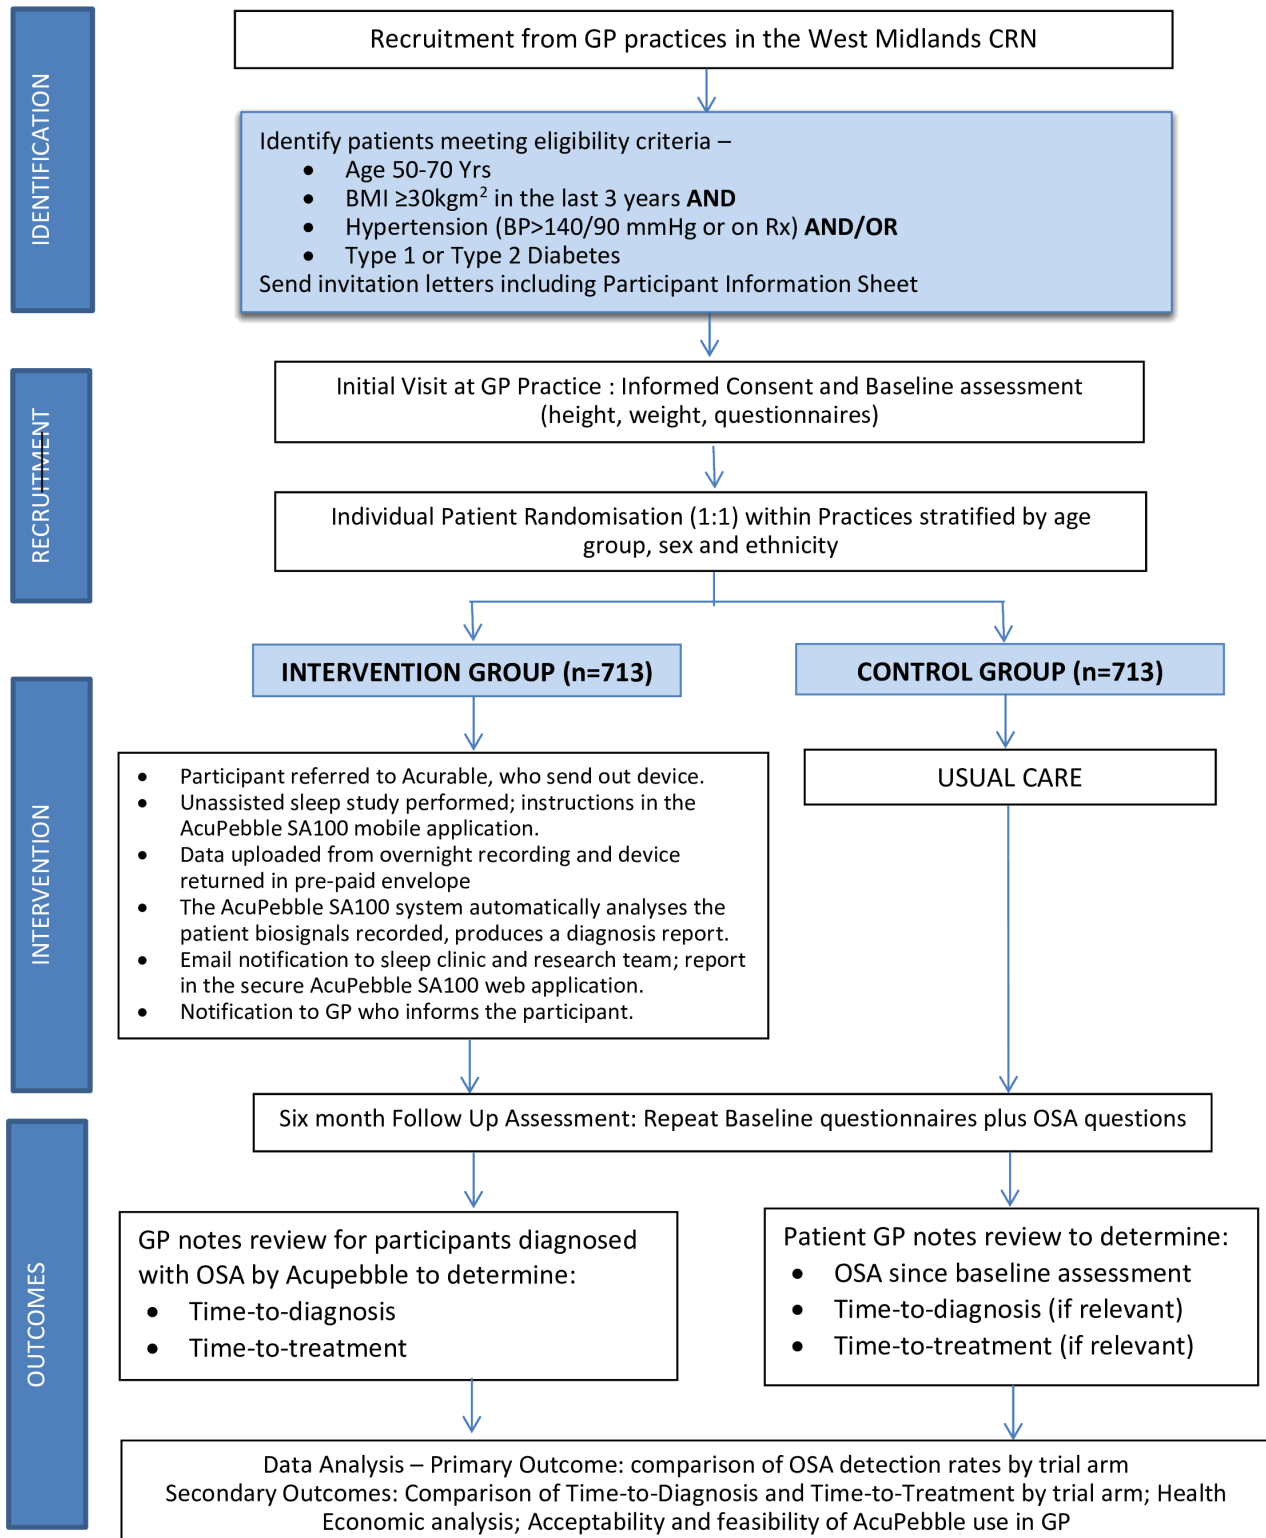 IDENTIFICATION
Recruitment from GP practices in the West Midlands CRN
Identify patients meeting eligibility criteria –
• Age 50-70 Yrs
• BMI ≥30kgm² in the last 3 years AND
• Hypertension (BP>140/90 mmHg or on Rx) AND/OR
• Type 1 or Type 2 Diabetes
Send invitation letters including Participant Information Sheet
RECRUITMENT
Initial Visit at GP Practice : Informed Consent and Baseline assessment
(height, weight, questionnaires)
Individual Patient Randomisation (1:1) within Practices stratified by age
group, sex and ethnicity
INTERVENTION
INTERVENTION GROUP (n=713)
• Participant referred to Acurable, who send out device.
• Unassisted sleep study performed; instructions in the
AcuPebble SA100 mobile application.
• Data uploaded from overnight recording and device
returned in pre-paid envelope
• The AcuPebble SA100 system automatically analyses the
patient biosignals recorded, produces a diagnosis report.
• Email notification to sleep clinic and research team; report
in the secure AcuPebble SA100 web application.
• Notification to GP who informs the participant.
CONTROL GROUP (n=713)
USUAL CARE
OUTCOMES
Six month Follow Up Assessment: Repeat Baseline questionnaires plus OSA questions
GP notes review for participants diagnosed
with OSA by Acupebble to determine:
• Time-to-diagnosis
• Time-to-treatment
Patient GP notes review to determine:
• OSA since baseline assessment
• Time-to-diagnosis (if relevant)
• Time-to-treatment (if relevant)
Data Analysis – Primary Outcome: comparison of OSA detection rates by trial arm
Secondary Outcomes: Comparison of Time-to-Diagnosis and Time-to-Treatment by trial arm; Health
Economic analysis; Acceptability and feasibility of AcuPebble use in GP